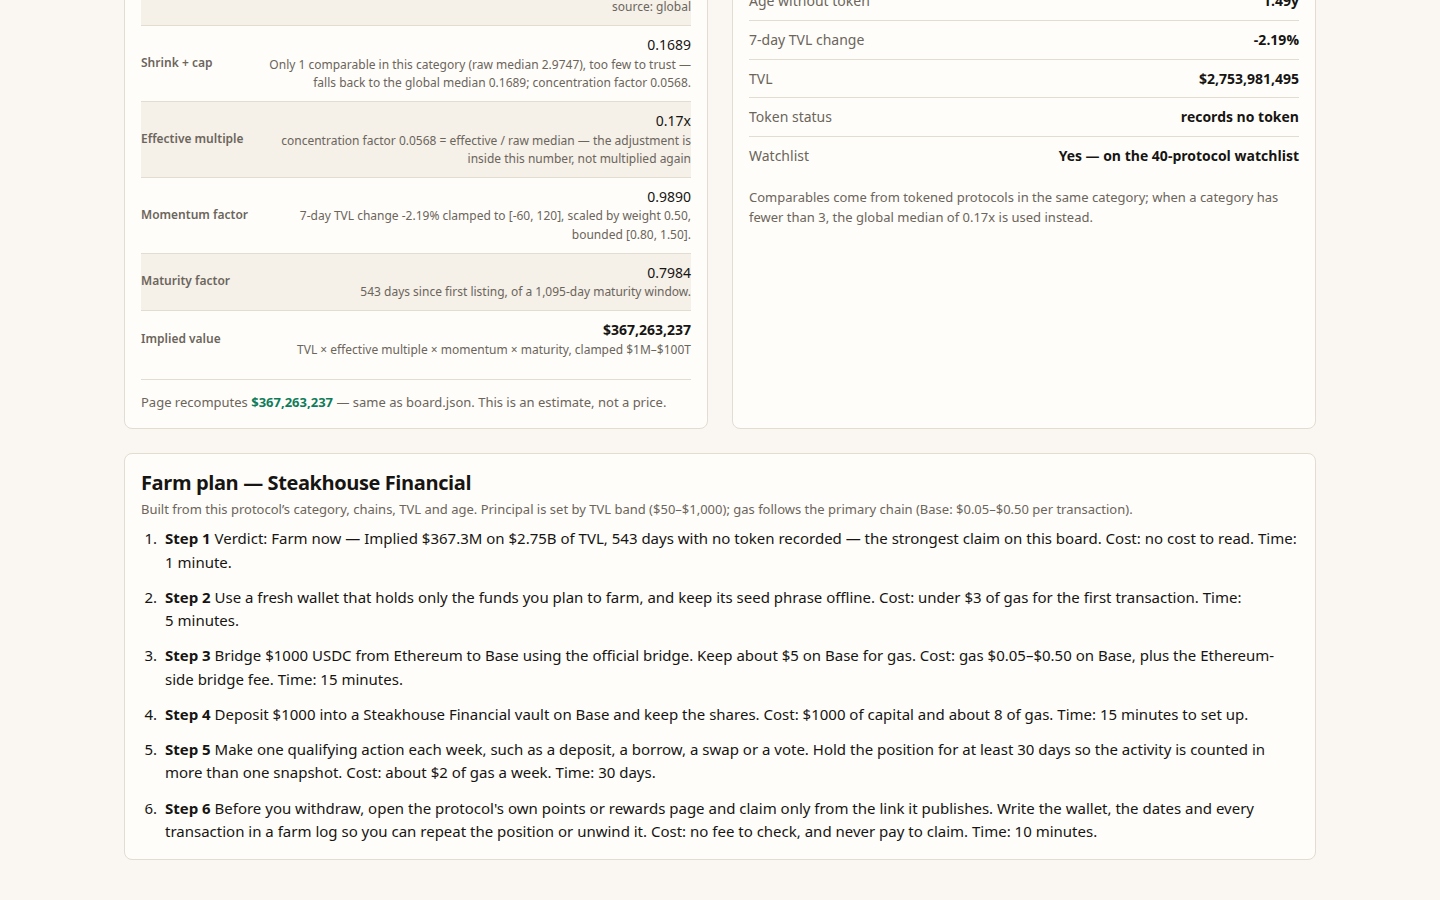 source: global
Shrink + cap
0.1689
Only 1 comparable in this category (raw median 2.9747), too few to trust —
falls back to the global median 0.1689; concentration factor 0.0568.
Effective multiple
0.17x
concentration factor 0.0568 = effective / raw median — the adjustment is
inside this number, not multiplied again
Momentum factor
0.9890
7-day TVL change -2.19% clamped to [-60, 120], scaled by weight 0.50,
bounded [0.80, 1.50].
Maturity factor
0.7984
543 days since first listing, of a 1,095-day maturity window.
Implied value
$367,263,237
TVL × effective multiple × momentum × maturity, clamped $1M–$100T
Page recomputes $367,263,237 — same as board.json. This is an estimate, not a price.
Age without token 1.49y
7-day TVL change -2.19%
TVL $2,753,981,495
Token status records no token
Watchlist Yes — on the 40-protocol watchlist
Comparables come from tokened protocols in the same category; when a category has
fewer than 3, the global median of 0.17x is used instead.
Farm plan — Steakhouse Financial
Built from this protocol’s category, chains, TVL and age. Principal is set by TVL band ($50–$1,000); gas follows the primary chain (Base: $0.05–$0.50 per transaction).
1. Step 1 Verdict: Farm now — Implied $367.3M on $2.75B of TVL, 543 days with no token recorded — the strongest claim on this board. Cost: no cost to read. Time:
1 minute.
2. Step 2 Use a fresh wallet that holds only the funds you plan to farm, and keep its seed phrase offline. Cost: under $3 of gas for the first transaction. Time:
5 minutes.
3. Step 3 Bridge $1000 USDC from Ethereum to Base using the official bridge. Keep about $5 on Base for gas. Cost: gas $0.05–$0.50 on Base, plus the Ethereum-
side bridge fee. Time: 15 minutes.
4. Step 4 Deposit $1000 into a Steakhouse Financial vault on Base and keep the shares. Cost: $1000 of capital and about 8 of gas. Time: 15 minutes to set up.
5. Step 5 Make one qualifying action each week, such as a deposit, a borrow, a swap or a vote. Hold the position for at least 30 days so the activity is counted in
more than one snapshot. Cost: about $2 of gas a week. Time: 30 days.
6. Step 6 Before you withdraw, open the protocol's own points or rewards page and claim only from the link it publishes. Write the wallet, the dates and every
transaction in a farm log so you can repeat the position or unwind it. Cost: no fee to check, and never pay to claim. Time: 10 minutes.